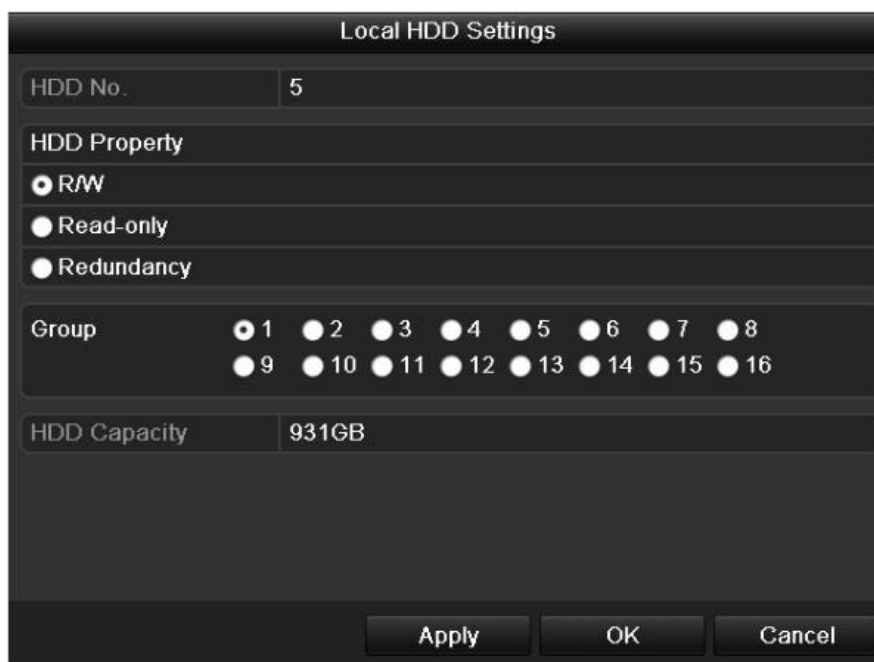 Local HDD Settings
HDD No. 5
HDD Property
R/W
Read-only
Redundancy
Group 1 2 3 4 5 6 7 8
9 10 11 12 13 14 15 16
HDD Capacity 931GB
Apply OK Cancel